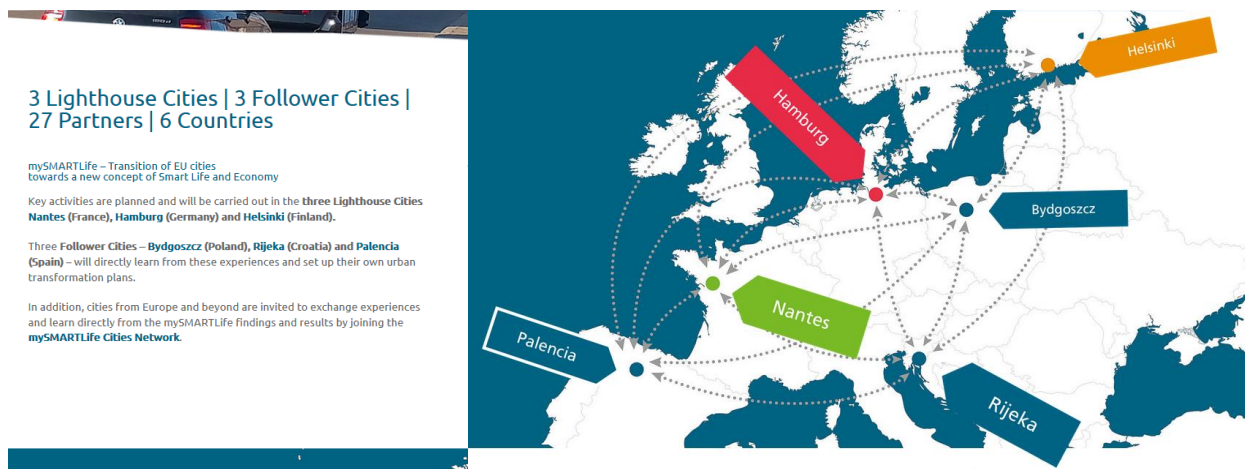 3 Lighthouse Cities | 3 Follower Cities |
27 Partners | 6 Countries
mySMARTLife – Transition of EU cities
towards a new concept of Smart Life and Economy
Key activities are planned and will be carried out in the three Lighthouse Cities
Nantes (France), Hamburg (Germany) and Helsinki (Finland).
Three Follower Cities – Bydgoszcz (Poland), Rijeka (Croatia) and Palencia
(Spain) – will directly learn from these experiences and set up their own urban
transformation plans.
In addition, cities from Europe and beyond are invited to exchange experiences
and learn directly from the mySMARTLife findings and results by joining the
mySMARTLife Cities Network.
Helsinki
Hamburg
Bydgoszcz
Nantes
Palencia
Rijeka